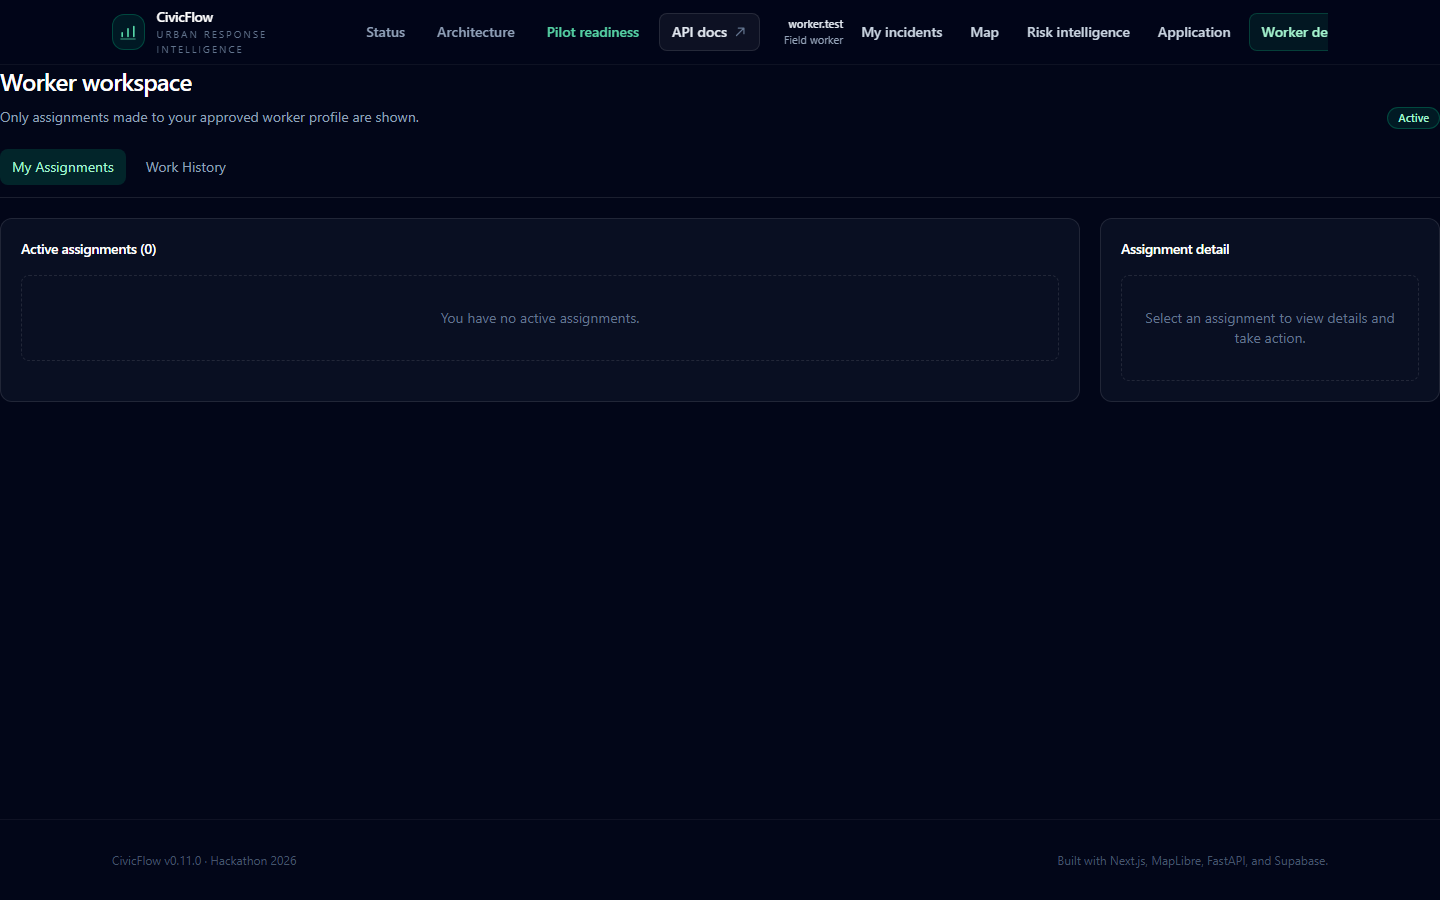 CivicFlow
URBAN RESPONSE
INTELLIGENCE
Status
Architecture
Pilot readiness
API docs ↗
worker.test
Field worker
My incidents
Map
Risk intelligence
Application
Worker de
Worker workspace
Only assignments made to your approved worker profile are shown.
Active
My Assignments
Work History
Active assignments (0)
You have no active assignments.
Assignment detail
Select an assignment to view details and
take action.
CivicFlow v0.11.0 · Hackathon 2026
Built with Next.js, MapLibre, FastAPI, and Supabase.